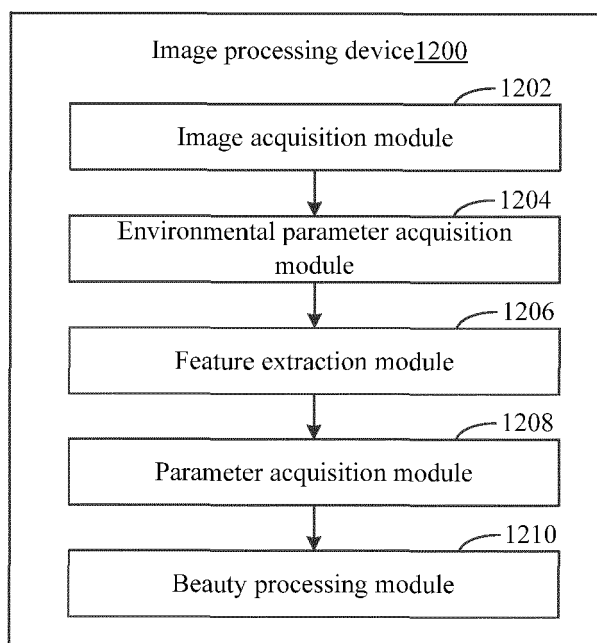 Image processing device1200
1202
Image acquisition module
1204
Environmental parameter acquisition
module
1206
Feature extraction module
1208
Parameter acquisition module
1210
Beauty processing module